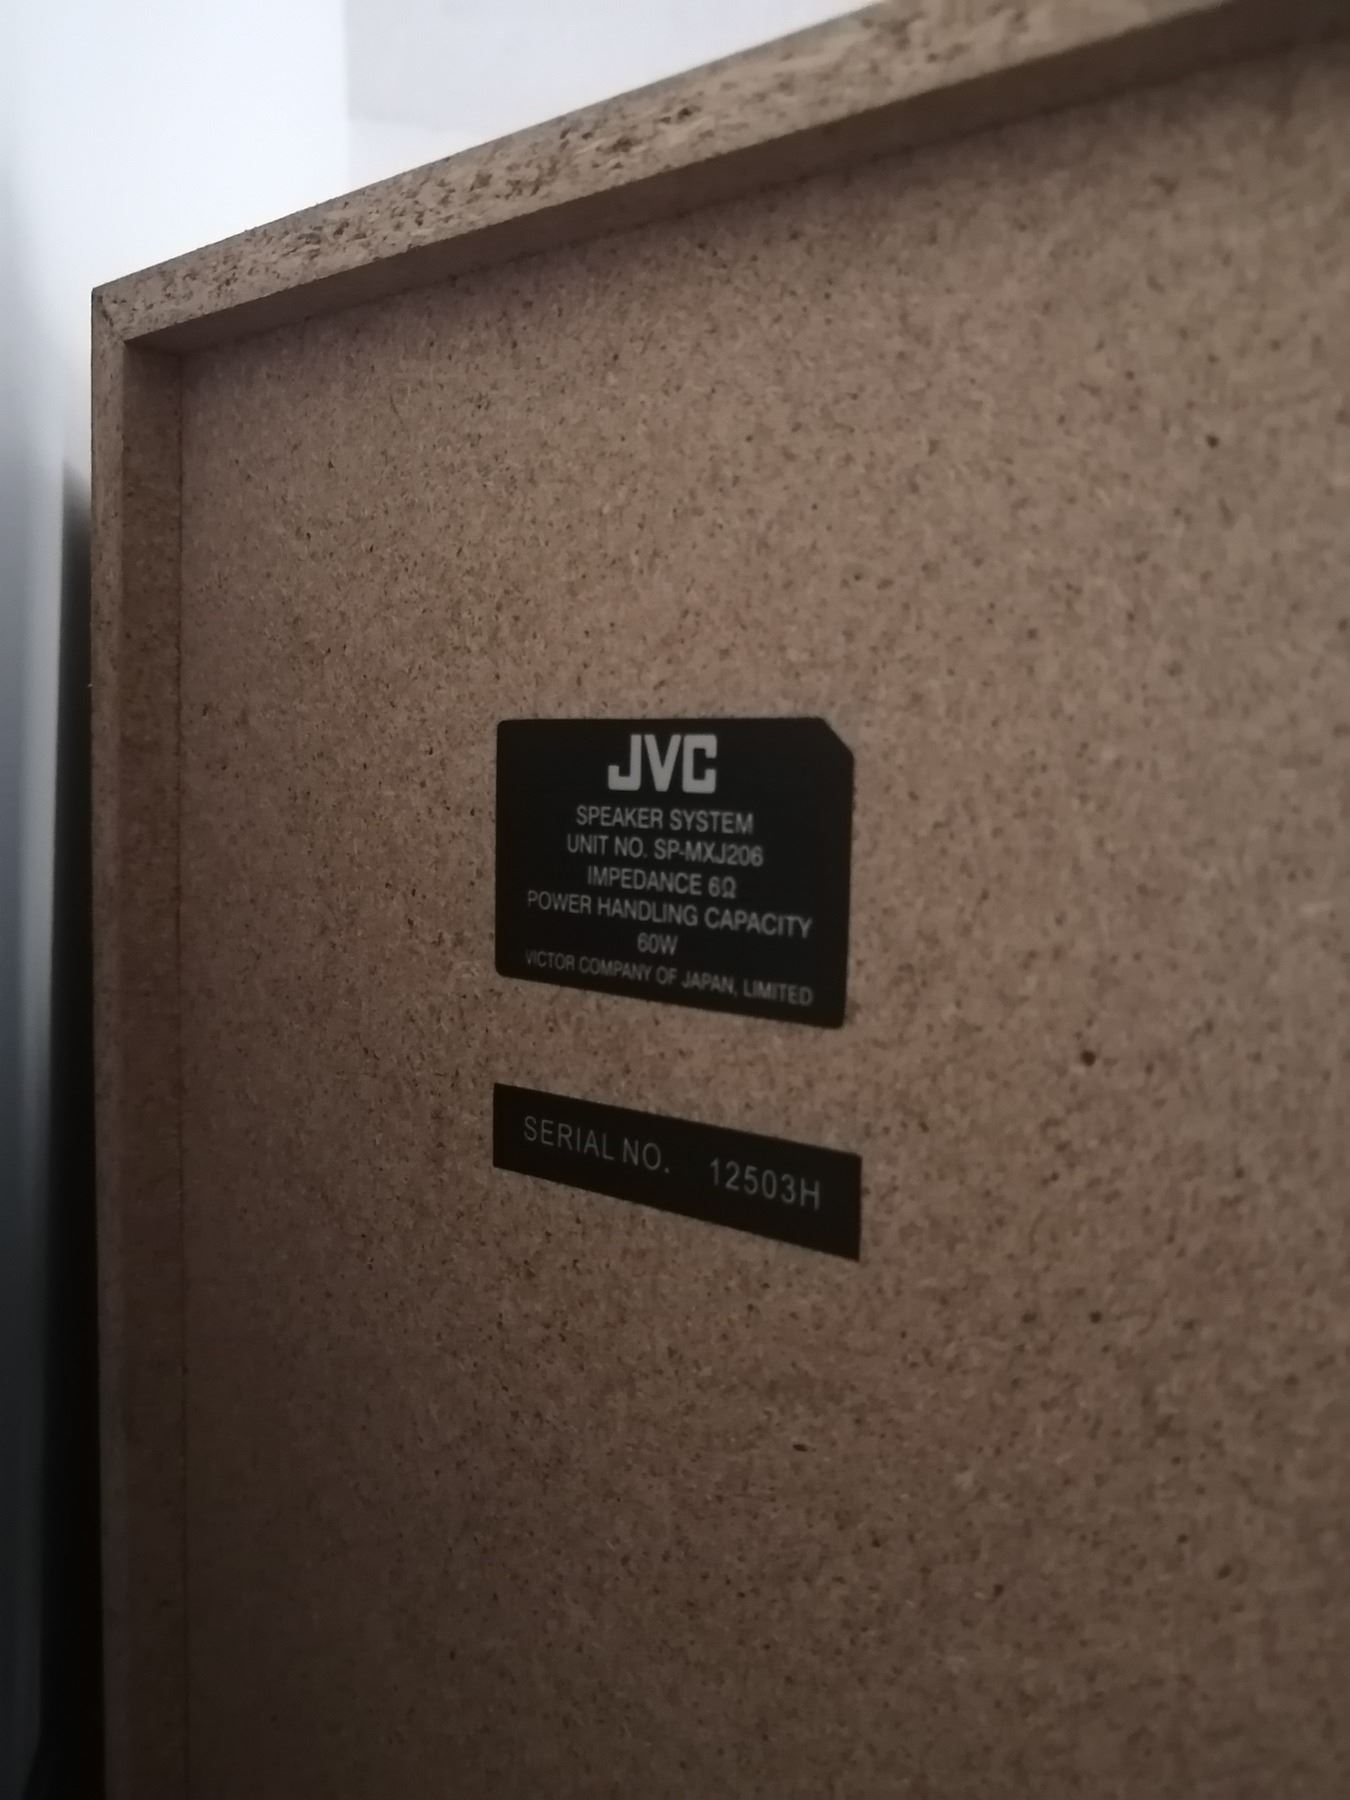 JVC
SPEAKER SYSTEM
UNIT NO. SP-MXJ206
IMPEDANCE 6Ω
POWER HANDLING CAPACITY
60W
VICTOR COMPANY OF JAPAN, LIMITED
SERIAL NO. 12503H